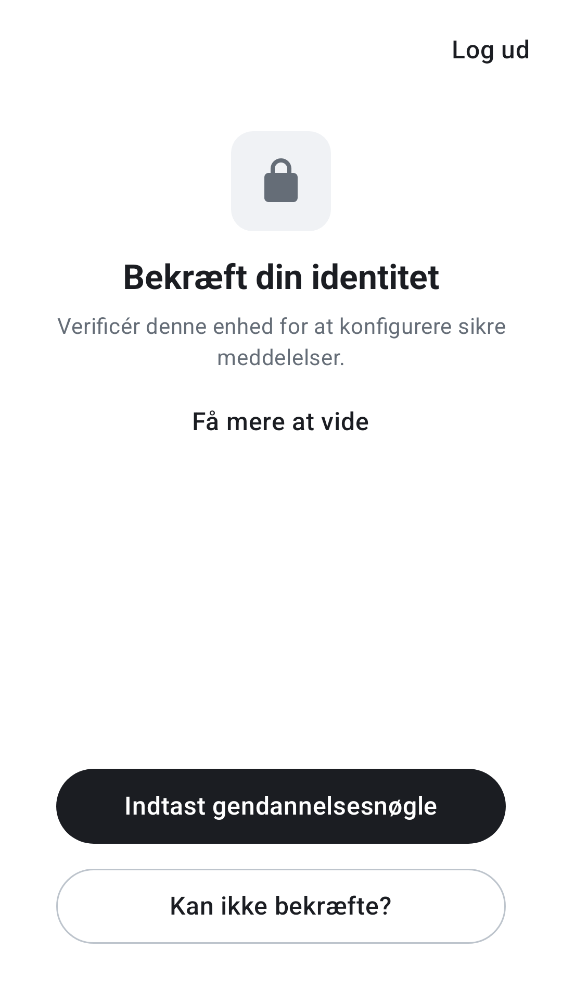 Log ud
Bekræft din identitet
Verificér denne enhed for at konfigurere sikre
meddelelser.
Få mere at vide
Indtast gendannelsesnøgle
Kan ikke bekræfte?